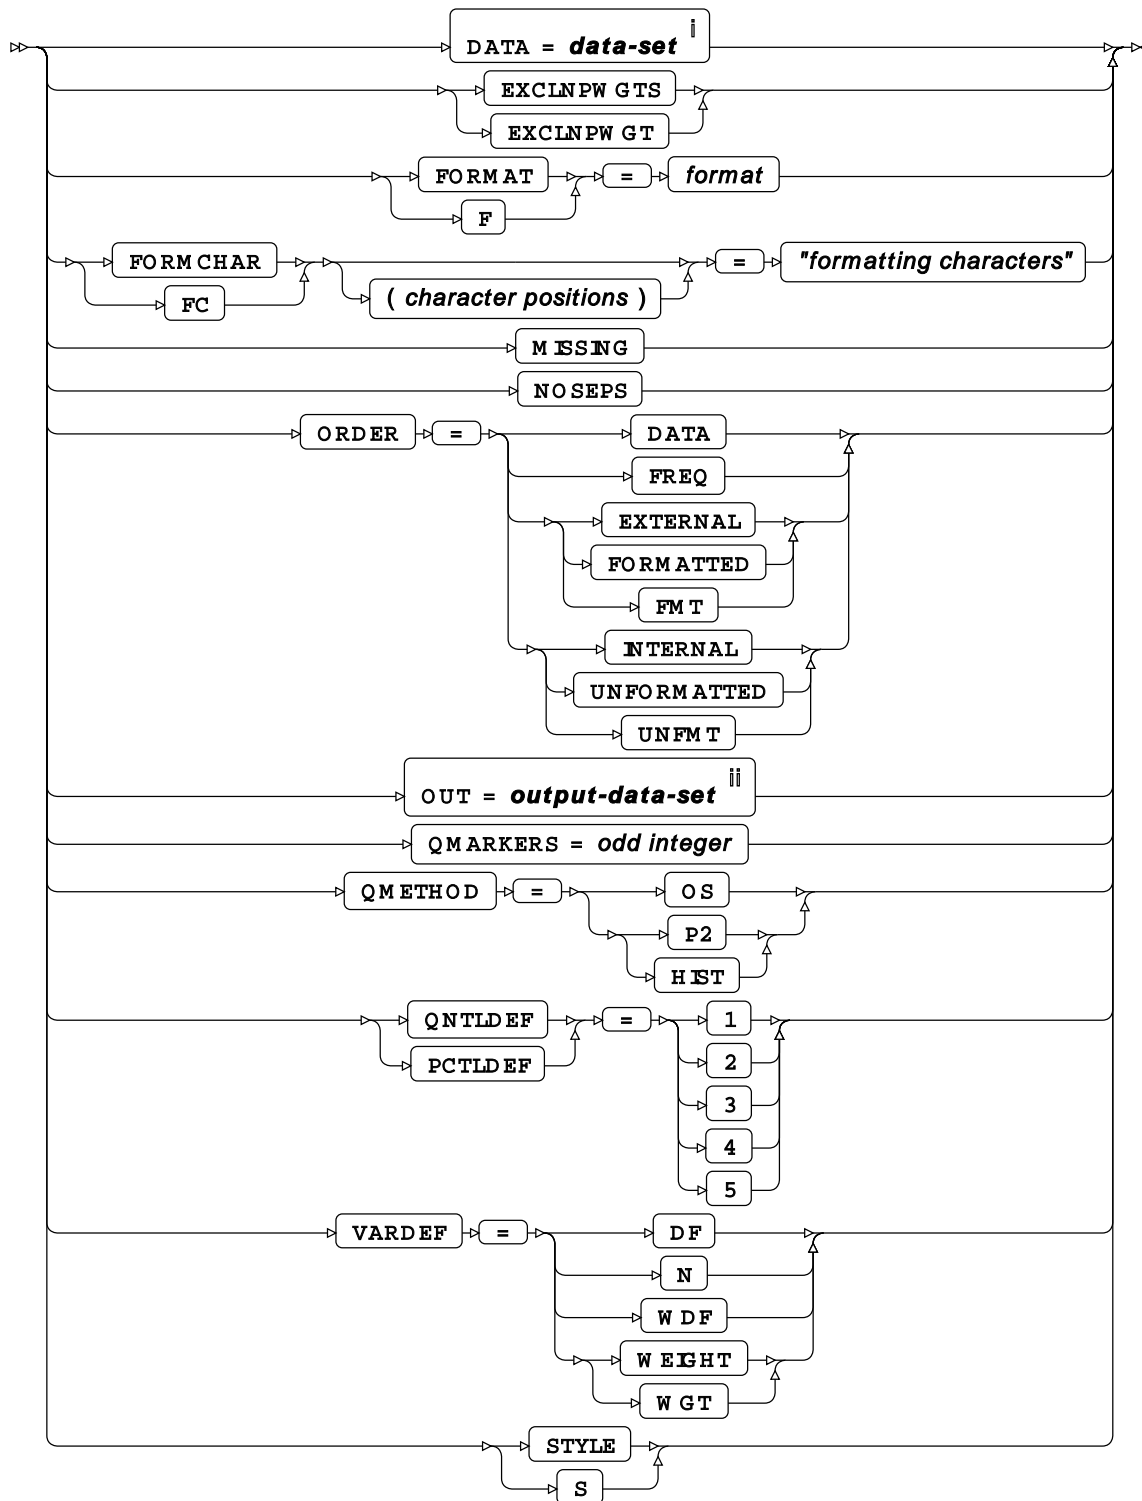 DATA = data-set i
EXCLNPWGTS
EXCLNPWGT
FORMAT = format
F
FORMCHAR = "formatting characters"
FC ( character positions )
MISSING
NOSEPS
ORDER = DATA
FREQ
EXTERNAL
FORMATTED
FMT
INTERNAL
UNFORMATTED
UNFMT
OUT = output-data-set ii
QMARKERS = odd integer
QMETHOD = OS
P2
HIST
QNTLDEF = 1
PCTLDEF 2
3
4
5
VARDEF = DF
N
WDF
WEIGHT
WGT
STYLE
S